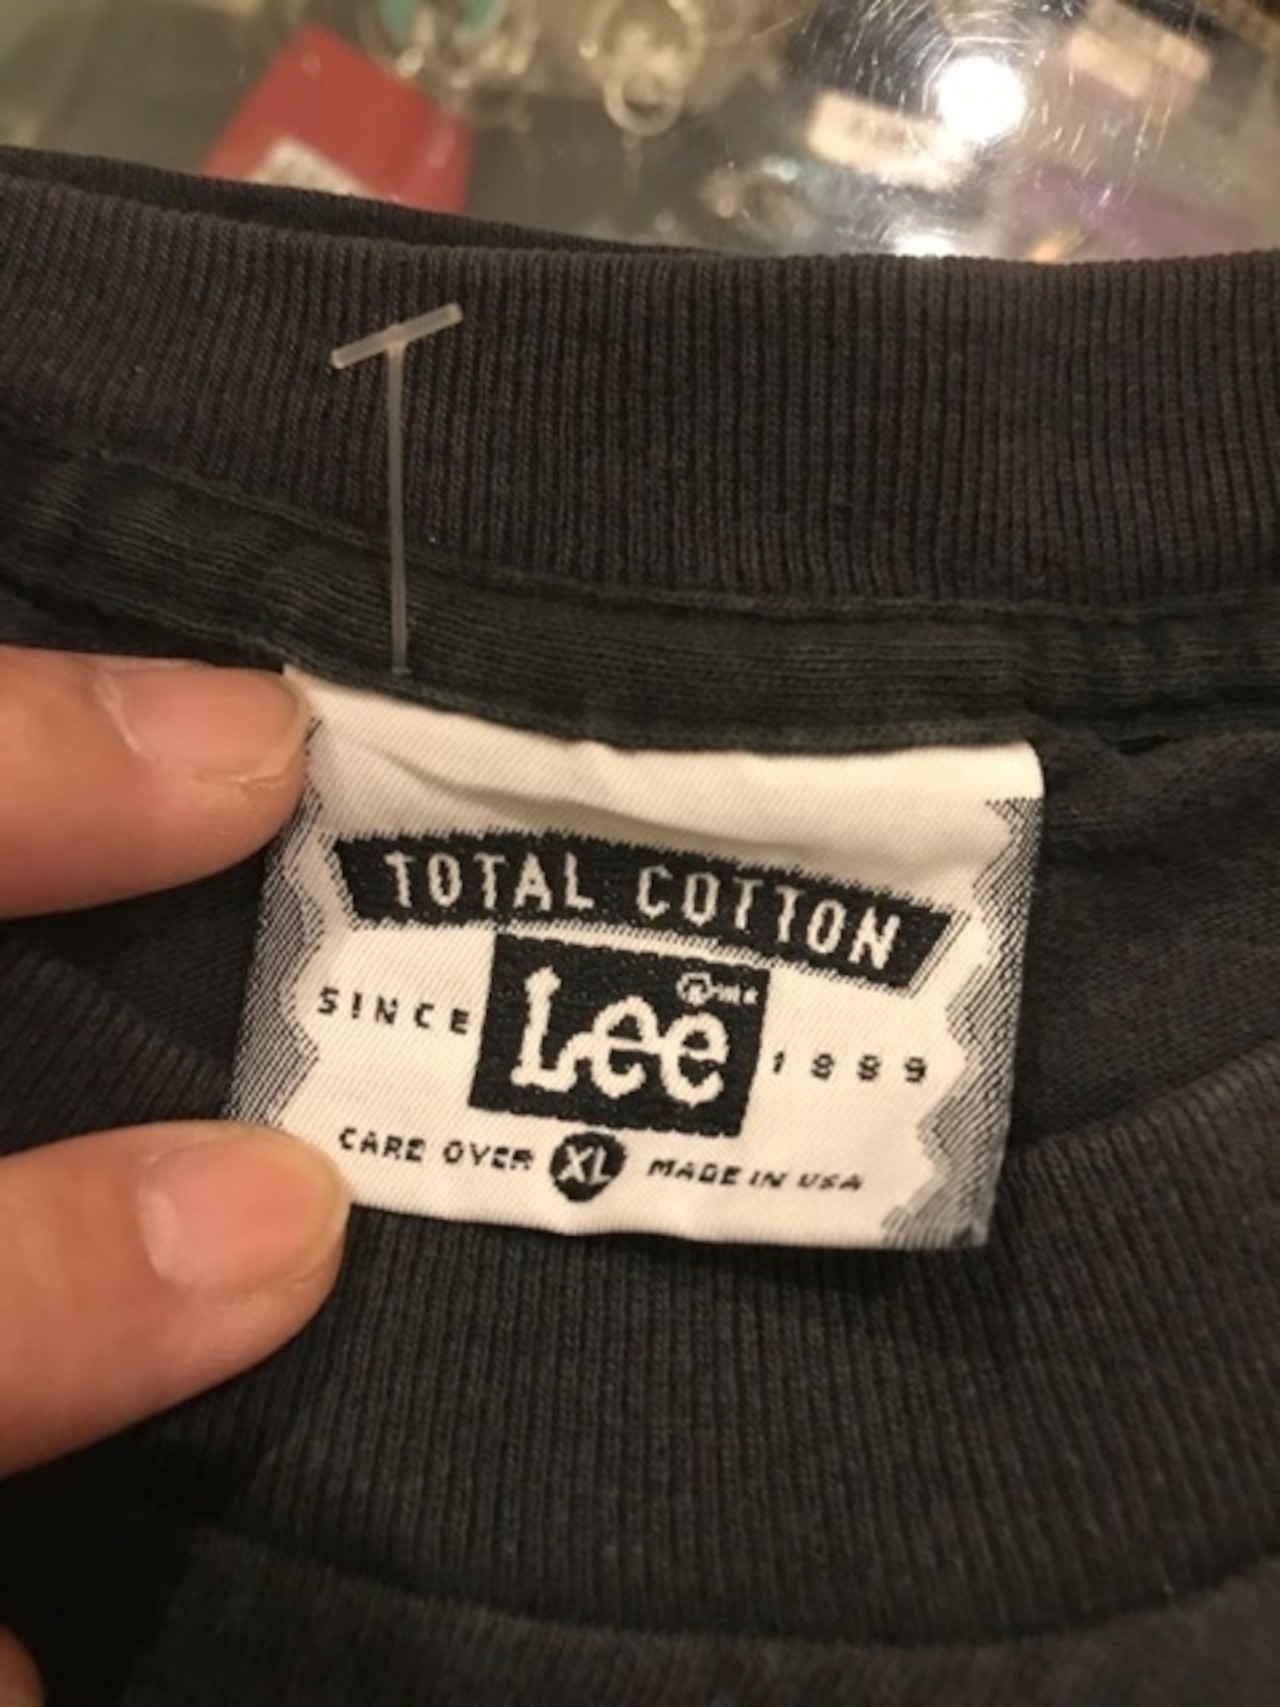 TOTAL COTTON
SINCE Lee 1889
CARE OVER XL MADE IN USA